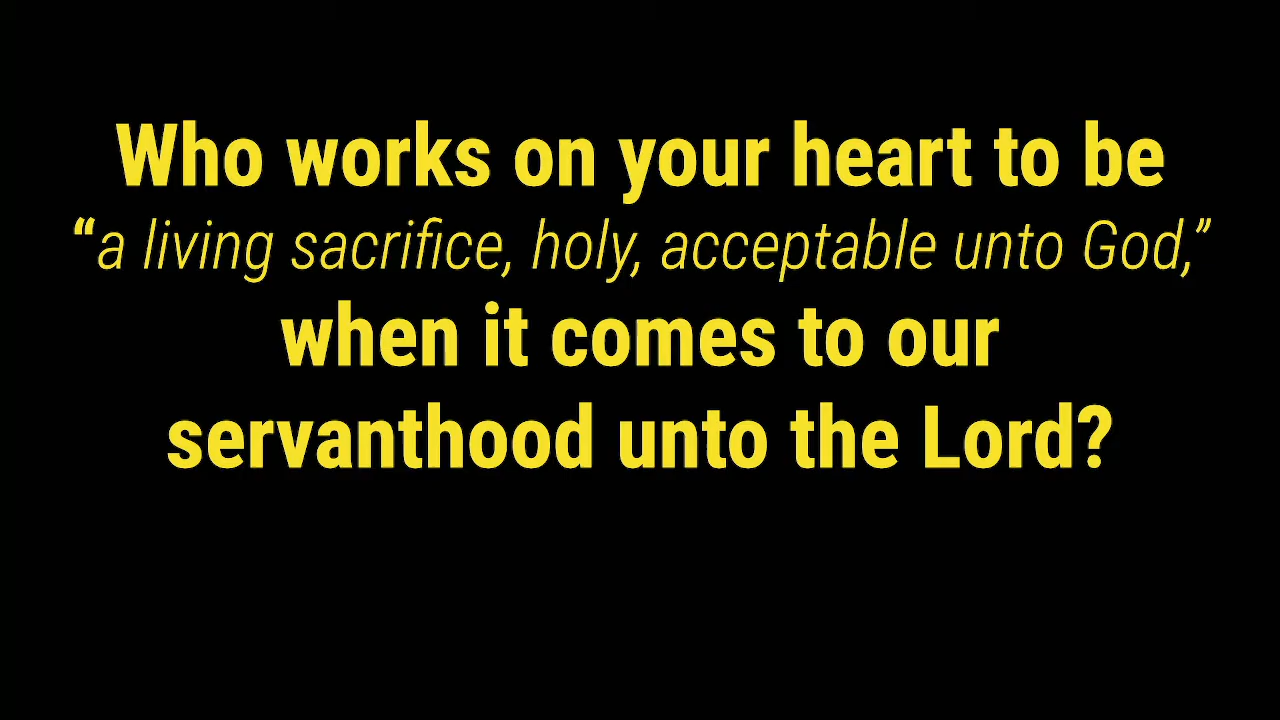 Who works on your heart to be
“a living sacrifice, holy, acceptable unto God,”
when it comes to our
servanthood unto the Lord?